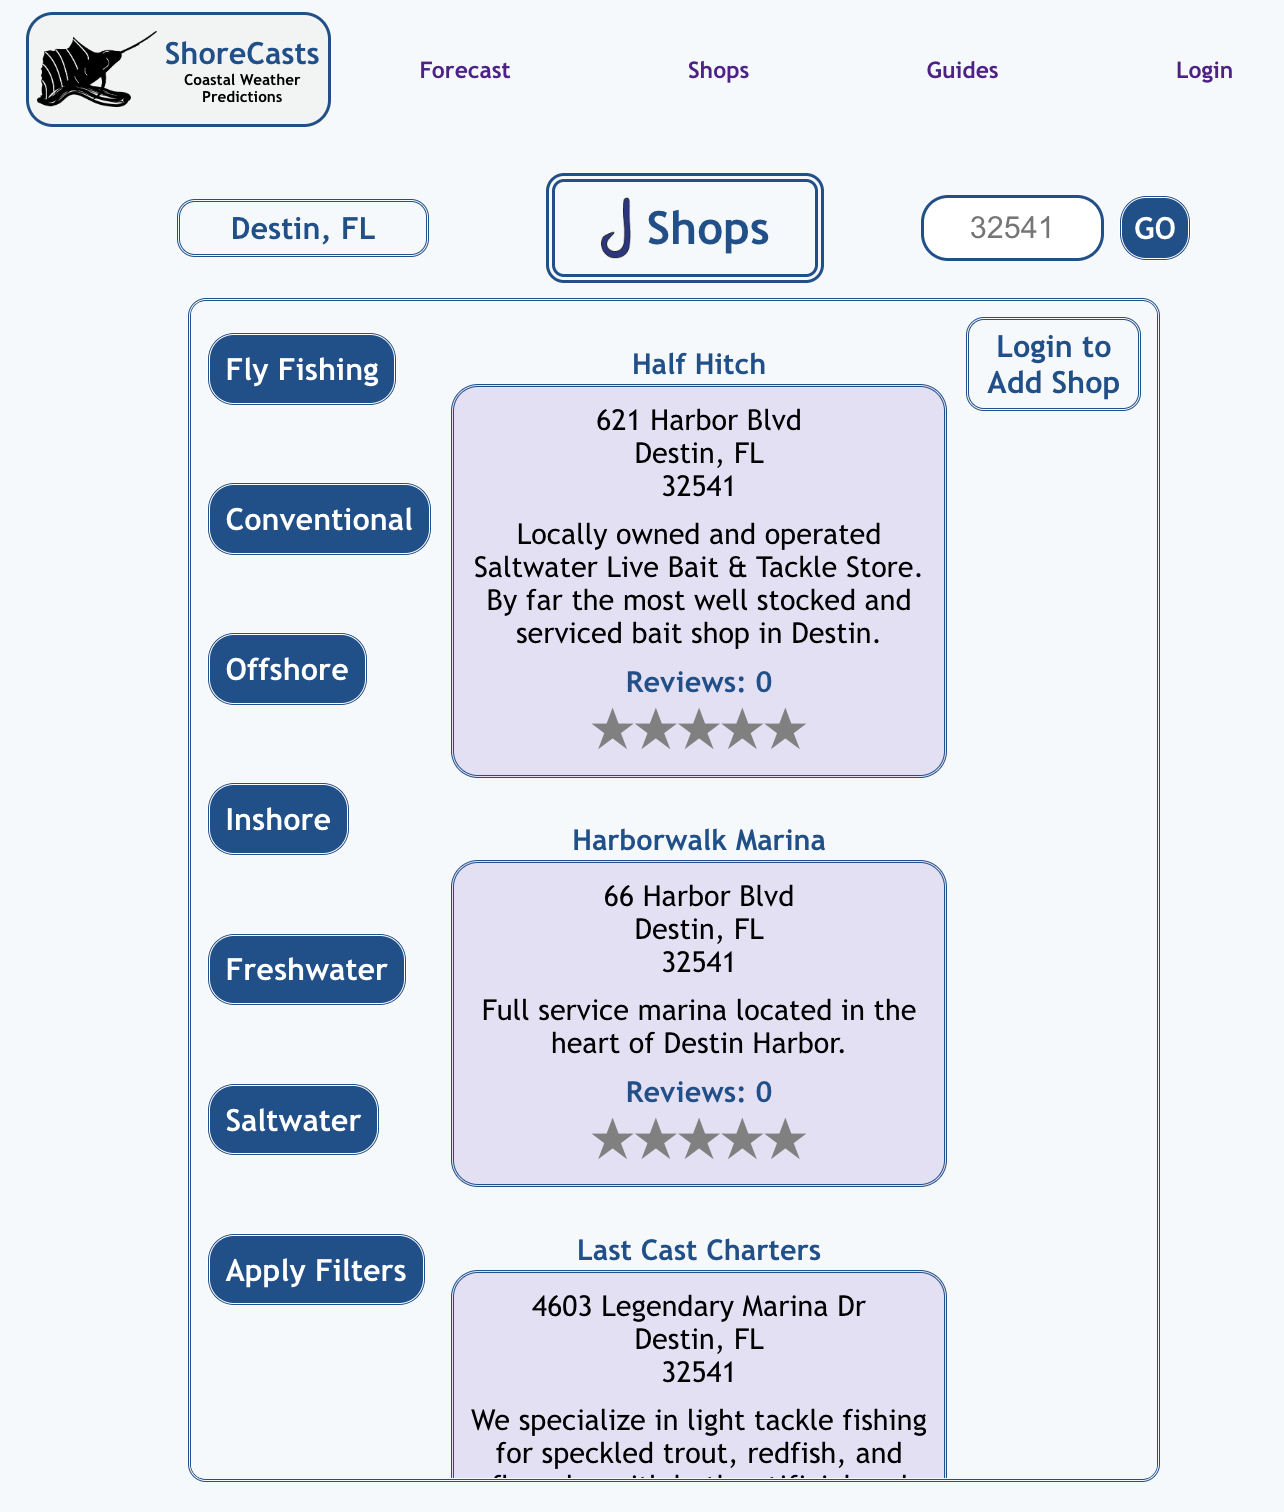 ShoreCasts
Coastal Weather
Predictions
Forecast
Shops
Guides
Login
Destin, FL
Shops
32541
GO
Fly Fishing
Conventional
Offshore
Inshore
Freshwater
Saltwater
Apply Filters
Half Hitch
621 Harbor Blvd
Destin, FL
32541
Locally owned and operated
Saltwater Live Bait & Tackle Store.
By far the most well stocked and
serviced bait shop in Destin.
Reviews: 0
★★★★★
Harborwalk Marina
66 Harbor Blvd
Destin, FL
32541
Full service marina located in the
heart of Destin Harbor.
Reviews: 0
★★★★★
Last Cast Charters
4603 Legendary Marina Dr
Destin, FL
32541
We specialize in light tackle fishing
for speckled trout, redfish, and
Login to
Add Shop